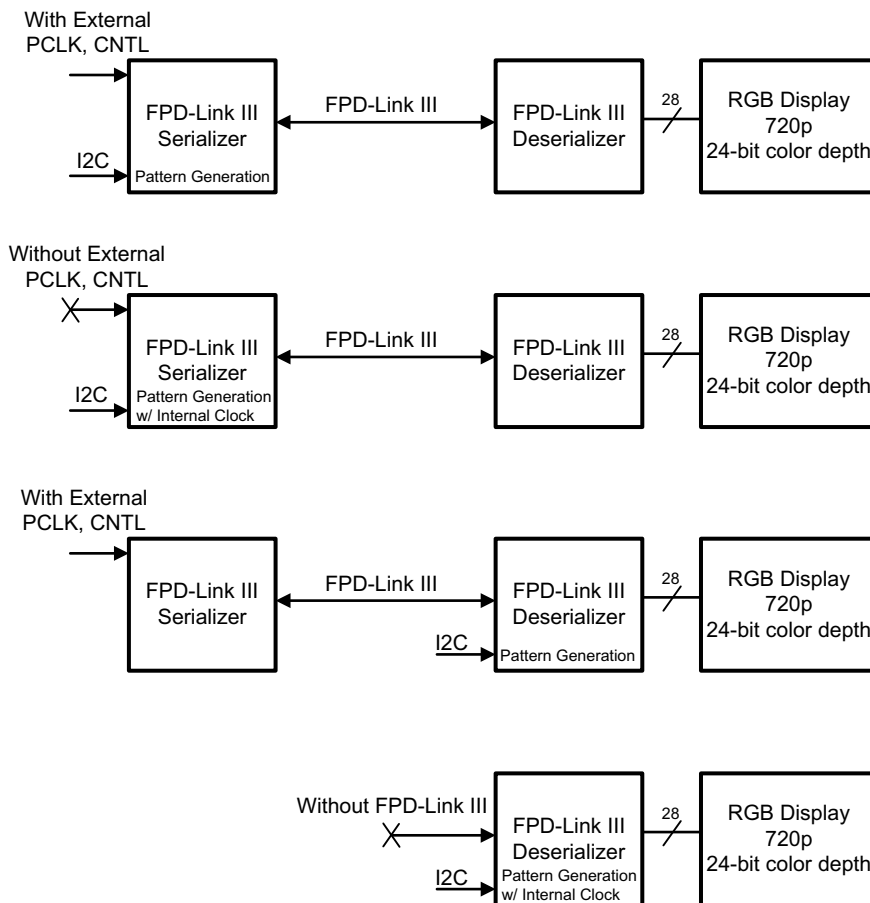 With External
PCLK, CNTL
FPD-Link III
Serializer
I2C
Pattern Generation
FPD-Link III
FPD-Link III
Deserializer
28
RGB Display
720p
24-bit color depth
Without External
PCLK, CNTL
FPD-Link III
Serializer
I2C
Pattern Generation
w/ Internal Clock
FPD-Link III
FPD-Link III
Deserializer
28
RGB Display
720p
24-bit color depth
With External
PCLK, CNTL
FPD-Link III
Serializer
FPD-Link III
FPD-Link III
Deserializer
I2C
Pattern Generation
28
RGB Display
720p
24-bit color depth
Without FPD-Link III
FPD-Link III
Deserializer
I2C
Pattern Generation
w/ Internal Clock
28
RGB Display
720p
24-bit color depth